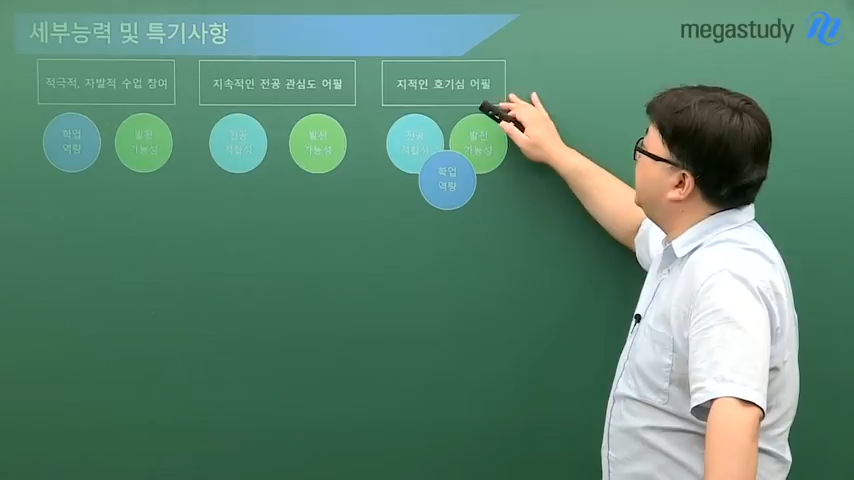 세부능력 및 특기사항
megastudy
적극적, 자발적 수업 참여
지속적인 전공 관심도 어필
지적인 호기심 어필
학업
역량
발전
가능성
전공
적합성
발전
가능성
전공
적합성
발전
가능성
학업
역량